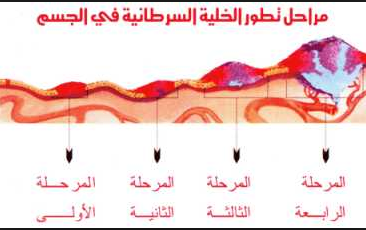 مراحل تطور الخلية السرطانية في الجسم
المرحلة الأولى
المرحلة الثانية
المرحلة الثالثة
المرحلة الرابعة